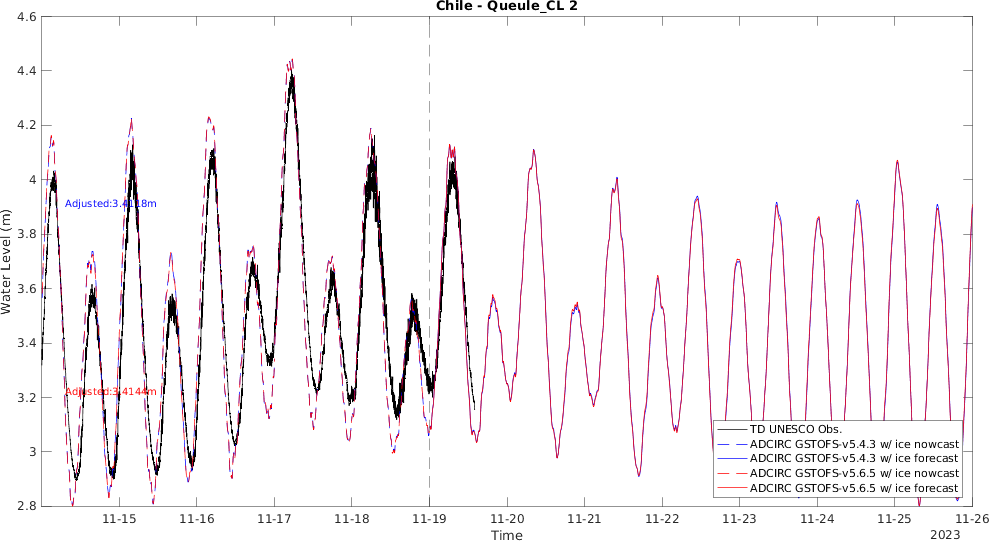 Chile - Queule_CL 2
4.6
4.4
4.2
4
3.8
3.6
3.4
3.2
3
2.8
Water Level (m)
Adjusted:3.4118m
Adjusted:3.4144m
TD UNESCO Obs.
ADCIRC GSTOFS-v5.4.3 w/ ice nowcast
ADCIRC GSTOFS-v5.4.3 w/ ice forecast
ADCIRC GSTOFS-v5.6.5 w/ ice nowcast
ADCIRC GSTOFS-v5.6.5 w/ ice forecast
11-15 11-16 11-17 11-18 11-19 11-20 11-21 11-22 11-23 11-24 11-25 11-26
Time
2023